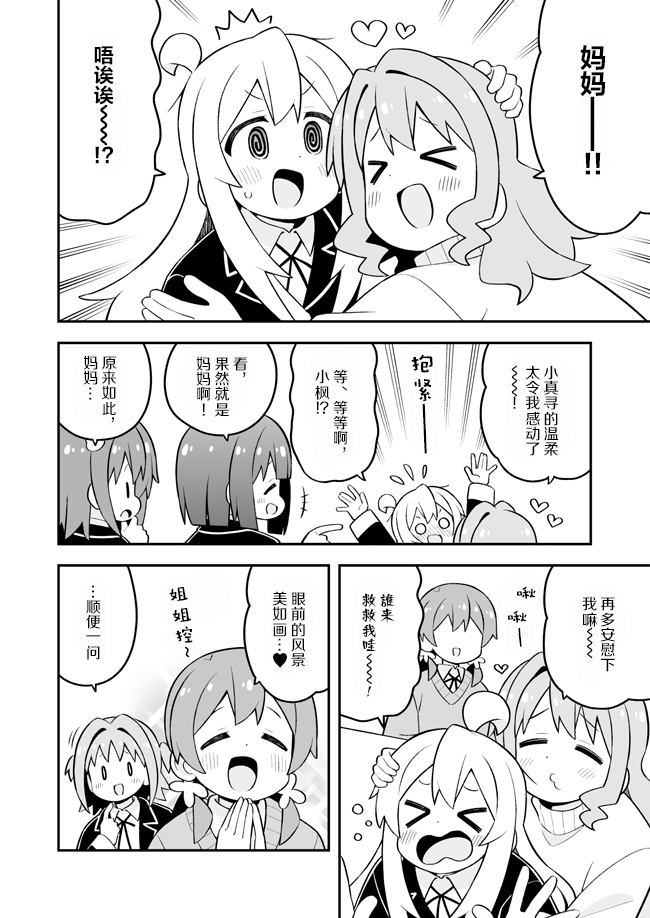 妈妈——!!
唔诶诶~~~!?
小真寻的温柔
太令我感动了
~~~!
抱紧——
等、等等啊,
小枫!?
看,
果然就是
妈妈啊!
原来如此,
妈妈…
再多安慰下
我嘛~~
啾
啾—
誰来
救救我哇~~~!
眼前的风景
美如画…♥
姐姐控~
…顺便一问